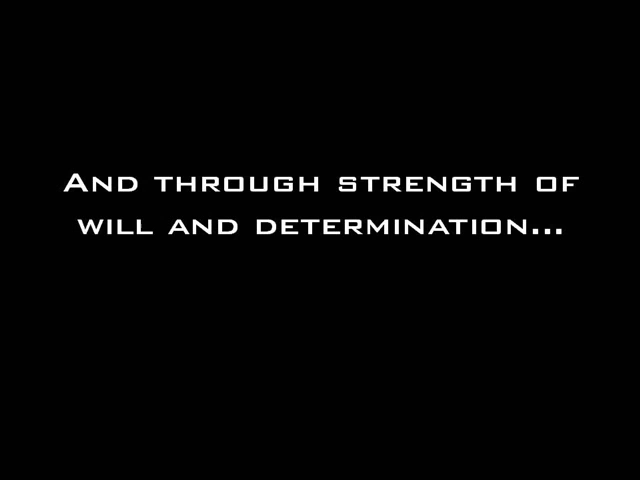 And through strength of
will and determination...